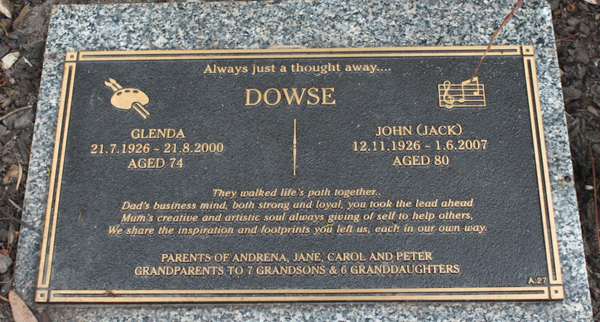 Always just a thought away....
DOWSE
GLENDA
21.7.1926 ~ 21.8.2000
AGED 74
JOHN (JACK)
12.11.1926 ~ 1.6.2007
AGED 80
They walked life's path together..
Dad's business mind, both strong and loyal, you took the lead ahead
Mum's creative and artistic soul always giving of self to help others,
We share the inspiration and footprints you left us, each in our own way.
PARENTS OF ANDRENA, JANE, CAROL AND PETER
GRANDPARENTS TO 7 GRANDSONS & 6 GRANDDAUGHTERS
A.27